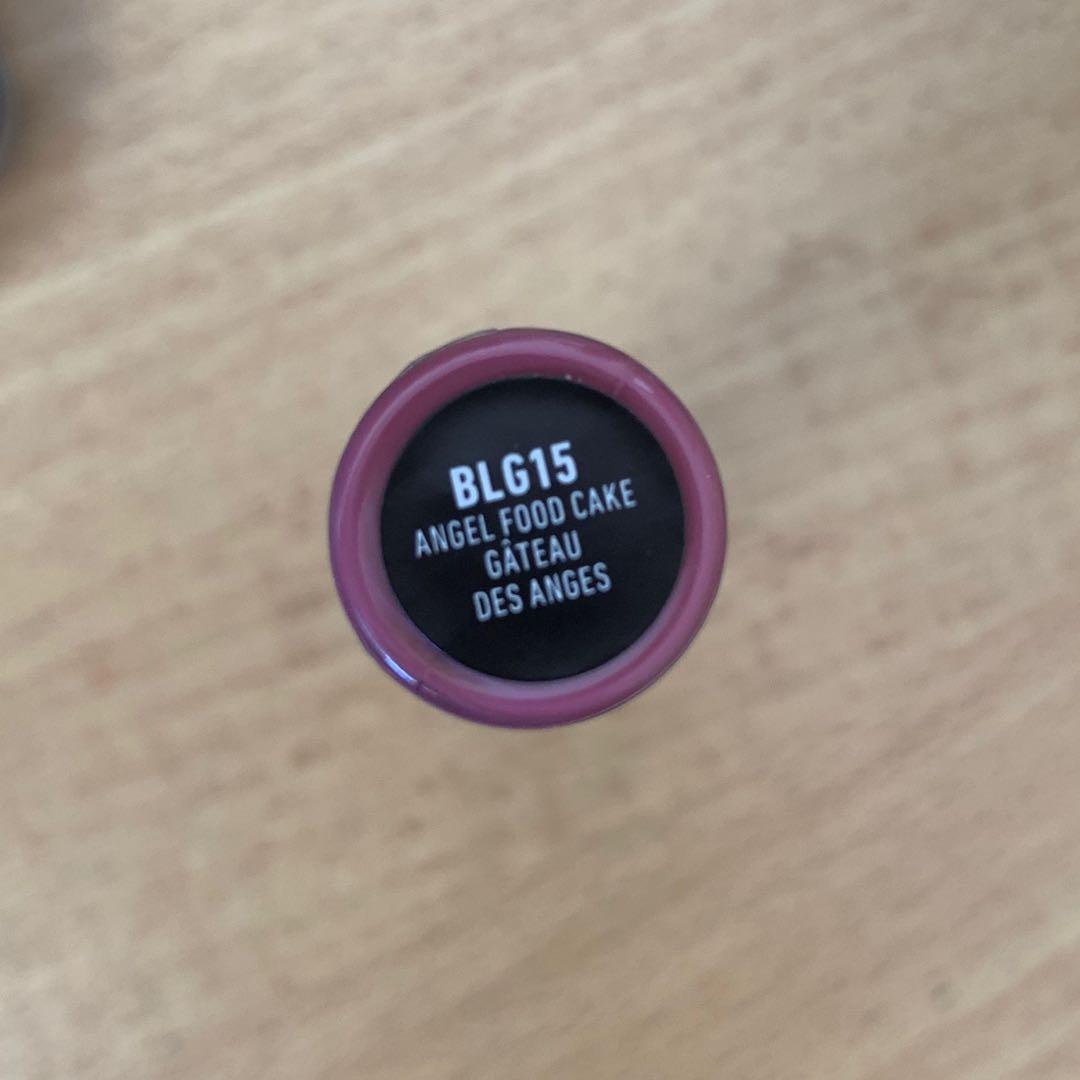 BLG15
ANGEL FOOD CAKE
GÂTEAU
DES ANGES